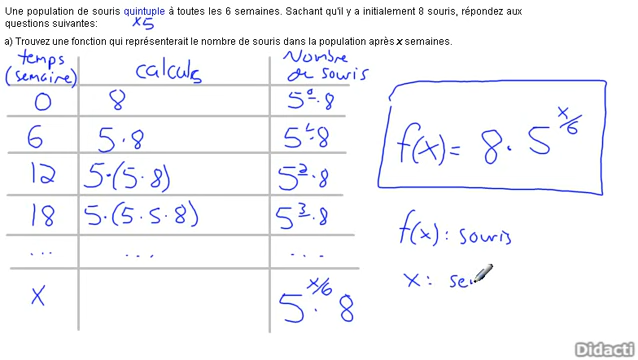 Une population de souris quintuple à toutes les 6 semaines. Sachant qu'il y a initialement 8 souris, répondez aux
questions suivantes:
x5
a) Trouvez une fonction qui représenterait le nombre de souris dans la population après x semaines.
temps (semaine) calculs Nombre de souris
0 8 5⁰·8
6 5·8 5¹·8
12 5·(5·8) 5²·8
18 5·(5·5·8) 5³·8
... ... ...
x 5^(x/6)·8
f(x)= 8·5^(x/6)
f(x): souris
x: se
Didacti